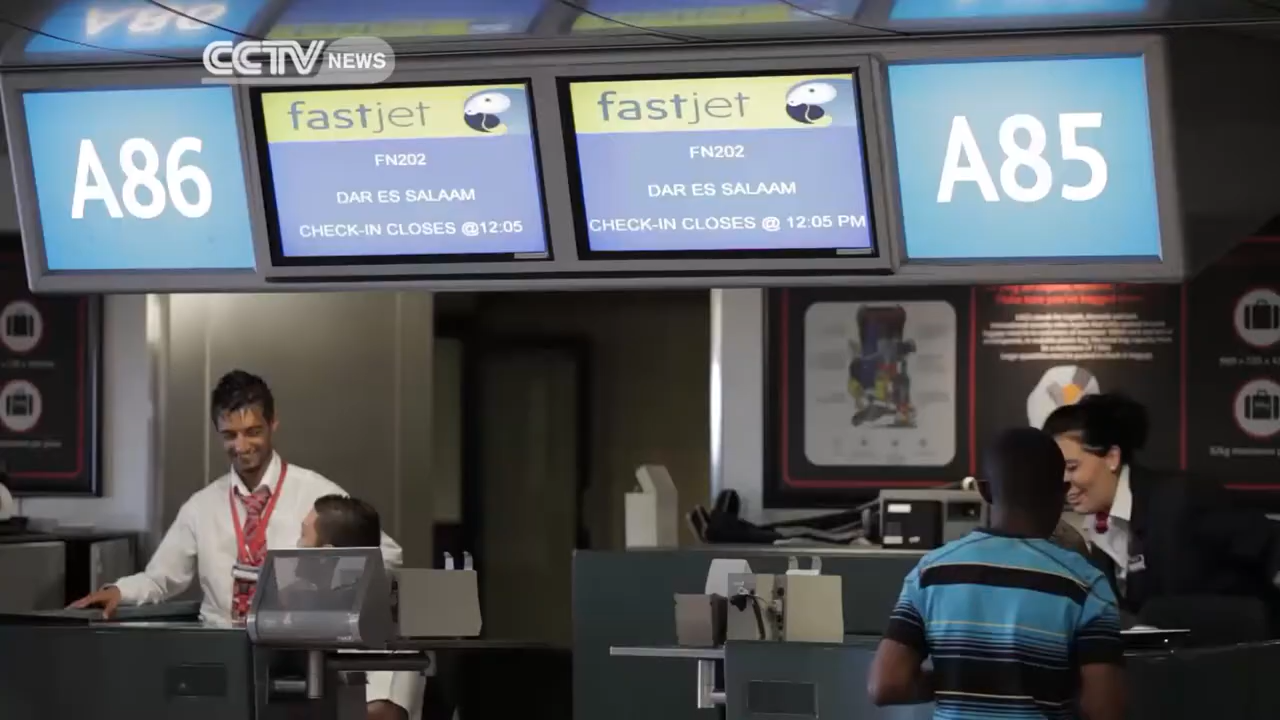 CCTV NEWS
A86
fastjet
FN202
DAR ES SALAAM
CHECK-IN CLOSES @12:05
fastjet
FN202
DAR ES SALAAM
CHECK-IN CLOSES @ 12:05 PM
A85